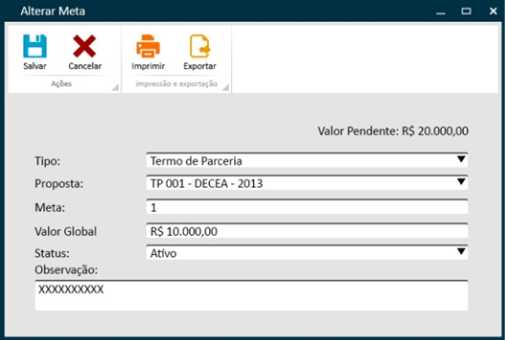 Alterar Meta
Salvar Cancelar Imprimir Exportar
Ações impressão e exportação
Valor Pendente: R$ 20.000,00
Tipo: Termo de Parceria
Proposta: TP 001 - DECEA - 2013
Meta: 1
Valor Global R$ 10.000,00
Status: Ativo
Observação:
XXXXXXXXXX